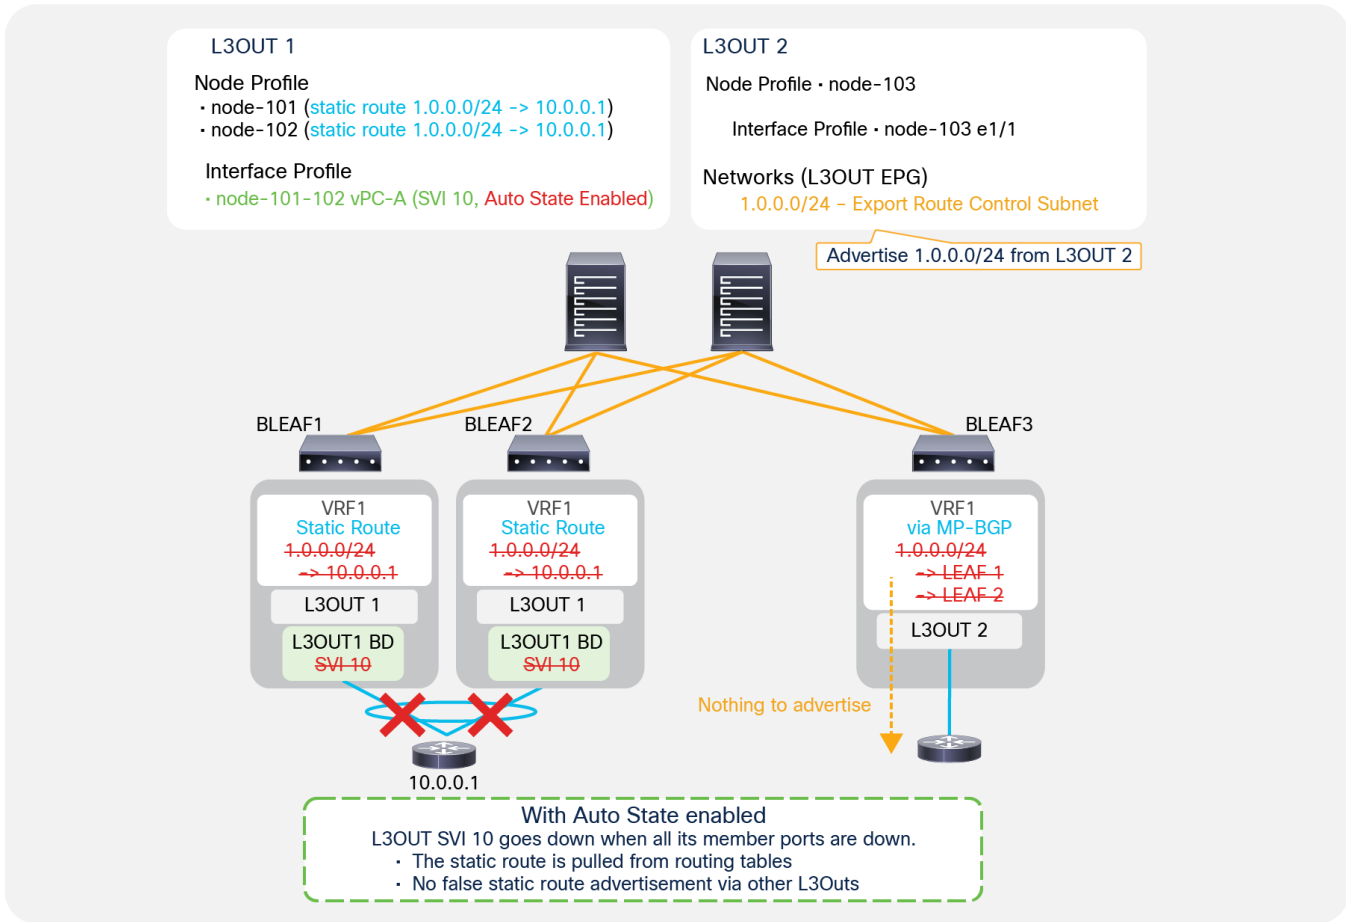 L3OUT 1
Node Profile
· node-101 (static route 1.0.0.0/24 -> 10.0.0.1)
· node-102 (static route 1.0.0.0/24 -> 10.0.0.1)
Interface Profile
· node-101-102 vPC-A (SVI 10, Auto State Enabled)
L3OUT 2
Node Profile · node-103
Interface Profile · node-103 e1/1
Networks (L3OUT EPG)
1.0.0.0/24 – Export Route Control Subnet
Advertise 1.0.0.0/24 from L3OUT 2
BLEAF1
BLEAF2
BLEAF3
VRF1
Static Route
1.0.0.0/24
-> 10.0.0.1
L3OUT 1
L3OUT1 BD
SVI 10
VRF1
Static Route
1.0.0.0/24
-> 10.0.0.1
L3OUT 1
L3OUT1 BD
SVI 10
VRF1
via MP-BGP
1.0.0.0/24
-> LEAF 1
-> LEAF 2
L3OUT 2
Nothing to advertise
10.0.0.1
With Auto State enabled
L3OUT SVI 10 goes down when all its member ports are down.
· The static route is pulled from routing tables
· No false static route advertisement via other L3Outs